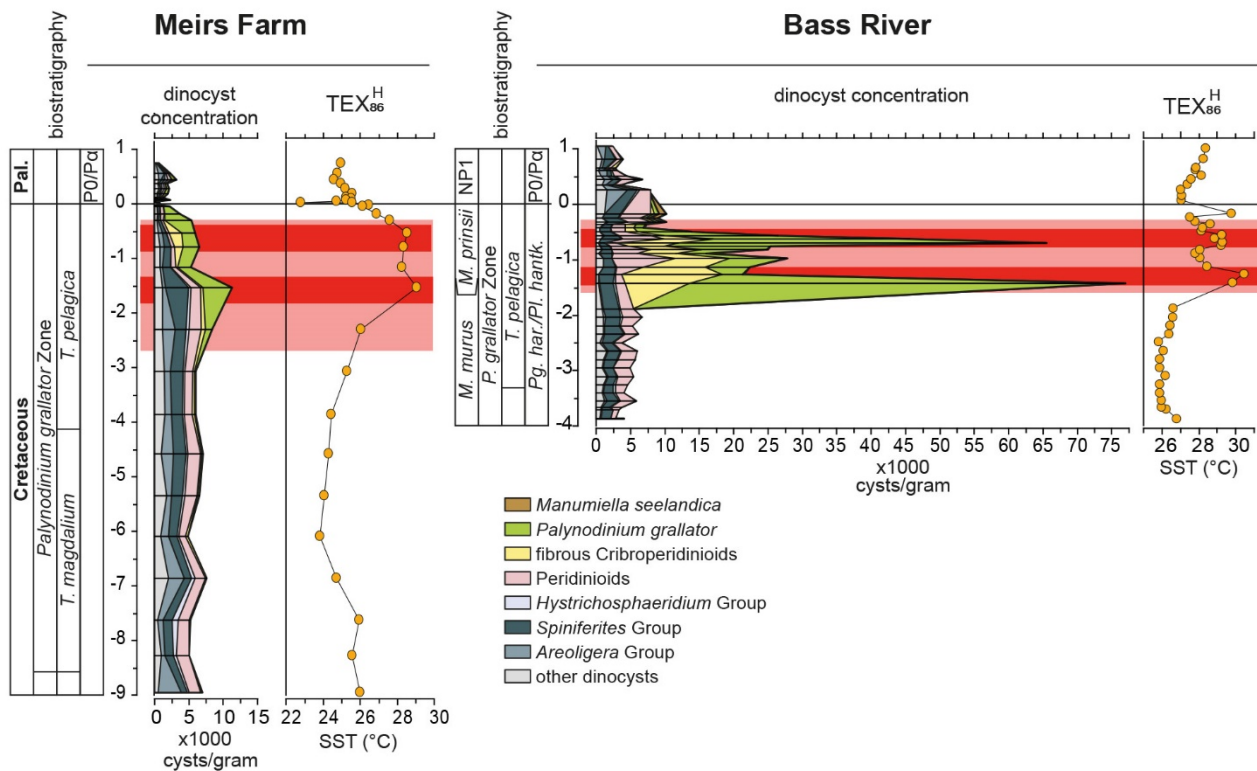 Meirs Farm
biostratigraphy
dinocyst concentration
TEX₈₆ᴴ
Pal.
Cretaceous
Palynodinium grallator Zone
T. pelagica
T. magdalium
P0/Pα
1
0
-1
-2
-3
-4
-5
-6
-7
-8
-9
0 5 10 15
x1000
cysts/gram
22 24 26 28 30
SST (°C)
Bass River
biostratigraphy
dinocyst concentration
TEX₈₆ᴴ
NP1
M. prinsii
M. murus
P. grallator Zone
T. pelagica
P0/Pα
Pg. har./Pl. hantk.
1
0
-1
-2
-3
-4
0 5 10 15 20 25 30 35 40 45 50 55 60 65 70 75
x1000
cysts/gram
26 28 30
SST (°C)
Manumiella seelandica
Palynodinium grallator
fibrous Cribroperidinioids
Peridinioids
Hystrichosphaeridium Group
Spiniferites Group
Areoligera Group
other dinocysts